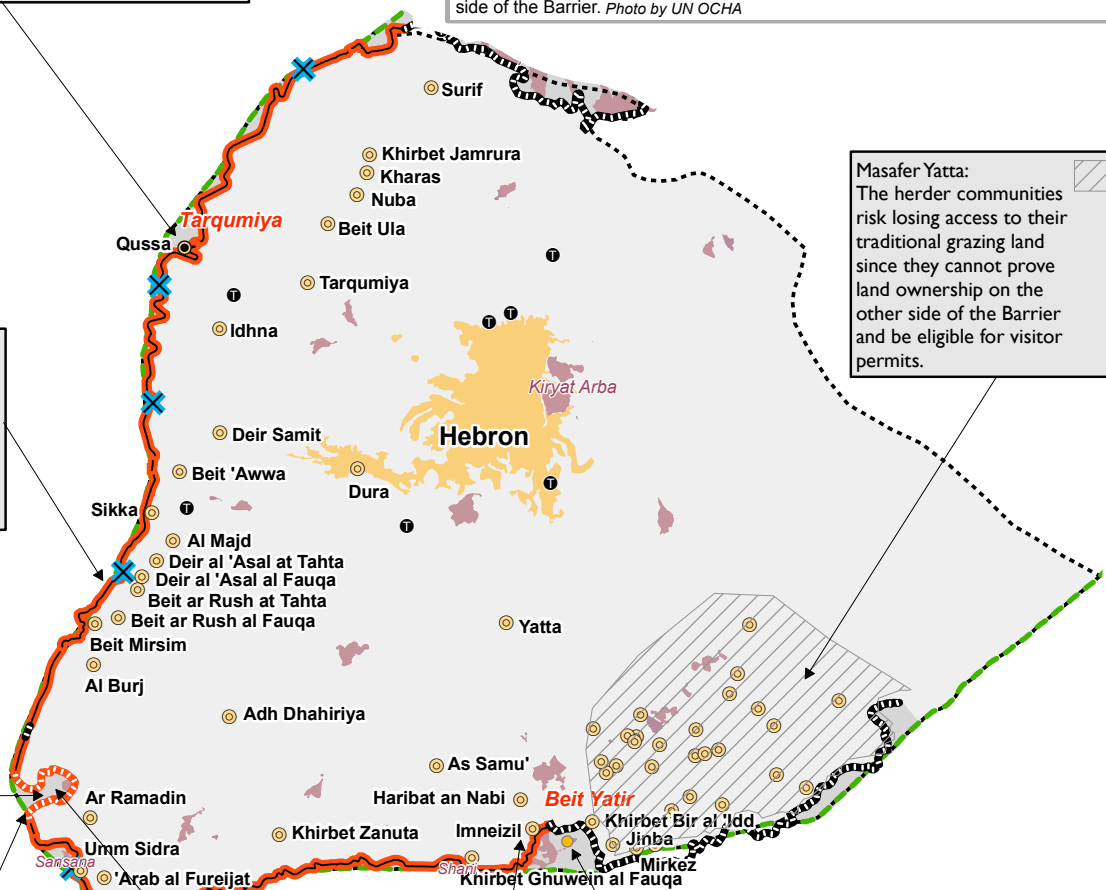 side of the Barrier. Photo by UN OCHA
Surif
Khirbet Jamrura
Kharas
Nuba
Tarqumiya
Beit Ula
Qussa
Masafer Yatta:
The herder communities
risk losing access to their
traditional grazing land
since they cannot prove
land ownership on the
other side of the Barrier
and be eligible for visitor
permits.
T
Tarqumiya
T
T
T
Idhna
Kiryat Arba
Deir Samit
Hebron
Beit 'Awwa
Dura
T
Sikka
T
T
Al Majd
Deir al 'Asal at Tahta
Deir al 'Asal al Fauqa
Beit ar Rush at Tahta
Beit ar Rush al Fauqa
Yatta
Beit Mirsim
Al Burj
Adh Dhahiriya
As Samu'
Ar Ramadin
Haribat an Nabi
Beit Yatir
Khirbet Zanuta
Imneizil
Khirbet Bir al 'Idd
Jinba
Umm Sidra
Sansana
Shani
Mirkez
'Arab al Fureijat
Khirbet Ghuwein al Fauqa